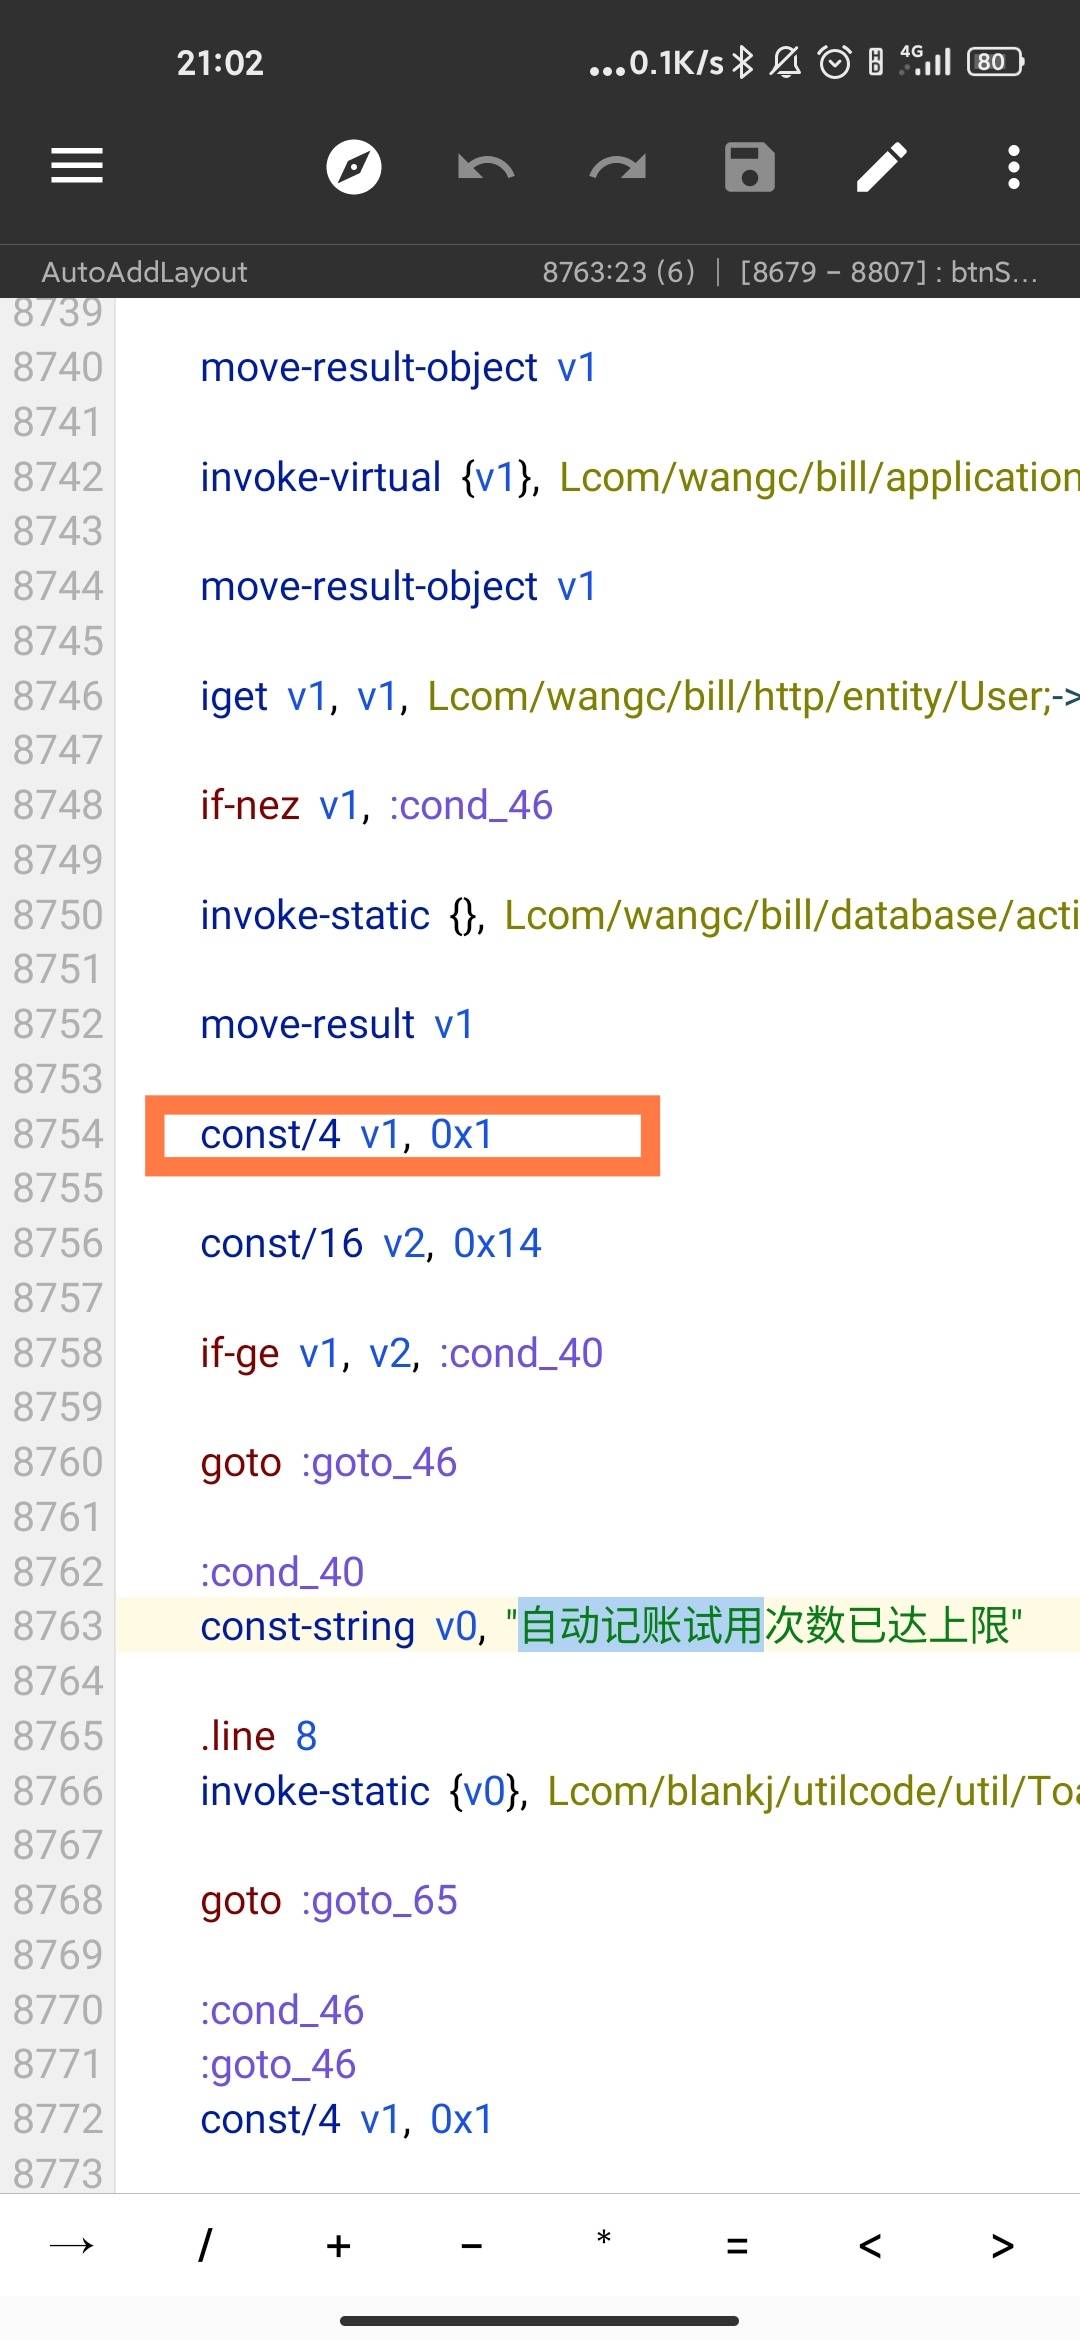 21:02 ...0.1K/s 4G 80
AutoAddLayout 8763:23 (6) | [8679 – 8807] : btnS...
8739
8740 move-result-object v1
8741
8742 invoke-virtual {v1}, Lcom/wangc/bill/application
8743
8744 move-result-object v1
8745
8746 iget v1, v1, Lcom/wangc/bill/http/entity/User;->
8747
8748 if-nez v1, :cond_46
8749
8750 invoke-static {}, Lcom/wangc/bill/database/acti
8751
8752 move-result v1
8753
8754 const/4 v1, 0x1
8755
8756 const/16 v2, 0x14
8757
8758 if-ge v1, v2, :cond_40
8759
8760 goto :goto_46
8761
8762 :cond_40
8763 const-string v0, "自动记账试用次数已达上限"
8764
8765 .line 8
8766 invoke-static {v0}, Lcom/blankj/utilcode/util/Toa
8767
8768 goto :goto_65
8769
8770 :cond_46
8771 :goto_46
8772 const/4 v1, 0x1
8773
→ / + − * = < >